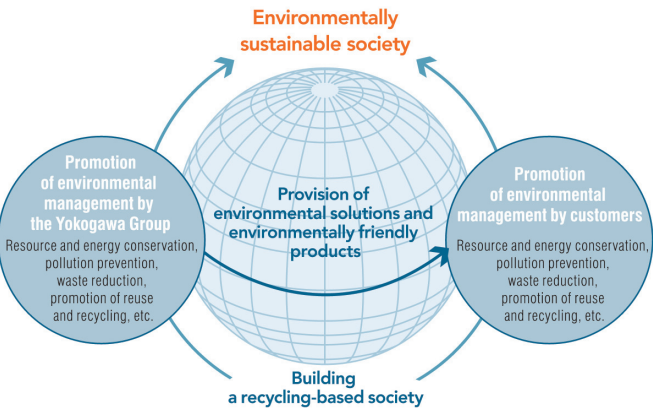 Environmentally
sustainable society
Promotion
of environmental
management by
the Yokogawa Group
Resource and energy conservation,
pollution prevention,
waste reduction,
promotion of reuse
and recycling, etc.
Provision of
environmental solutions and
environmentally friendly
products
Promotion
of environmental
management by customers
Resource and energy conservation,
pollution prevention,
waste reduction,
promotion of reuse
and recycling, etc.
Building
a recycling-based society